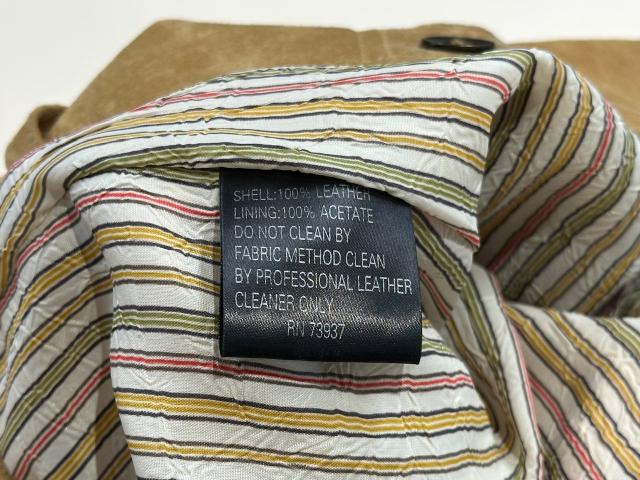 SHELL:100% LEATHER
LINING:100% ACETATE
DO NOT CLEAN BY
FABRIC METHOD CLEAN
BY PROFESSIONAL LEATHER
CLEANER ONLY
RN 73937